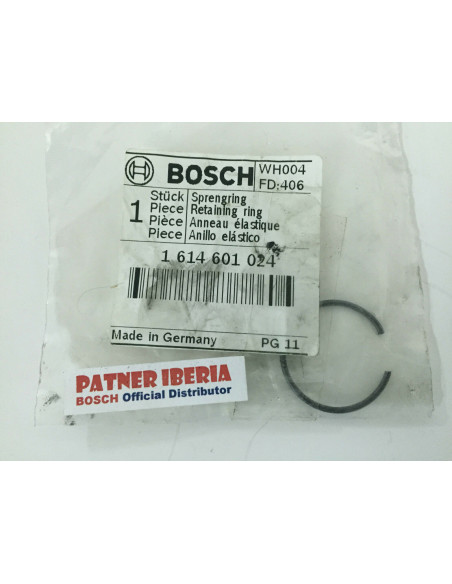 BOSCH
WH004
FD:406
1
Stück Sprengring
Piece Retaining ring
Pièce Anneau élastique
Piece Anillo elástico
1 614 601 024
Made in Germany PG 11
PATNER IBERIA
BOSCH Official Distributor